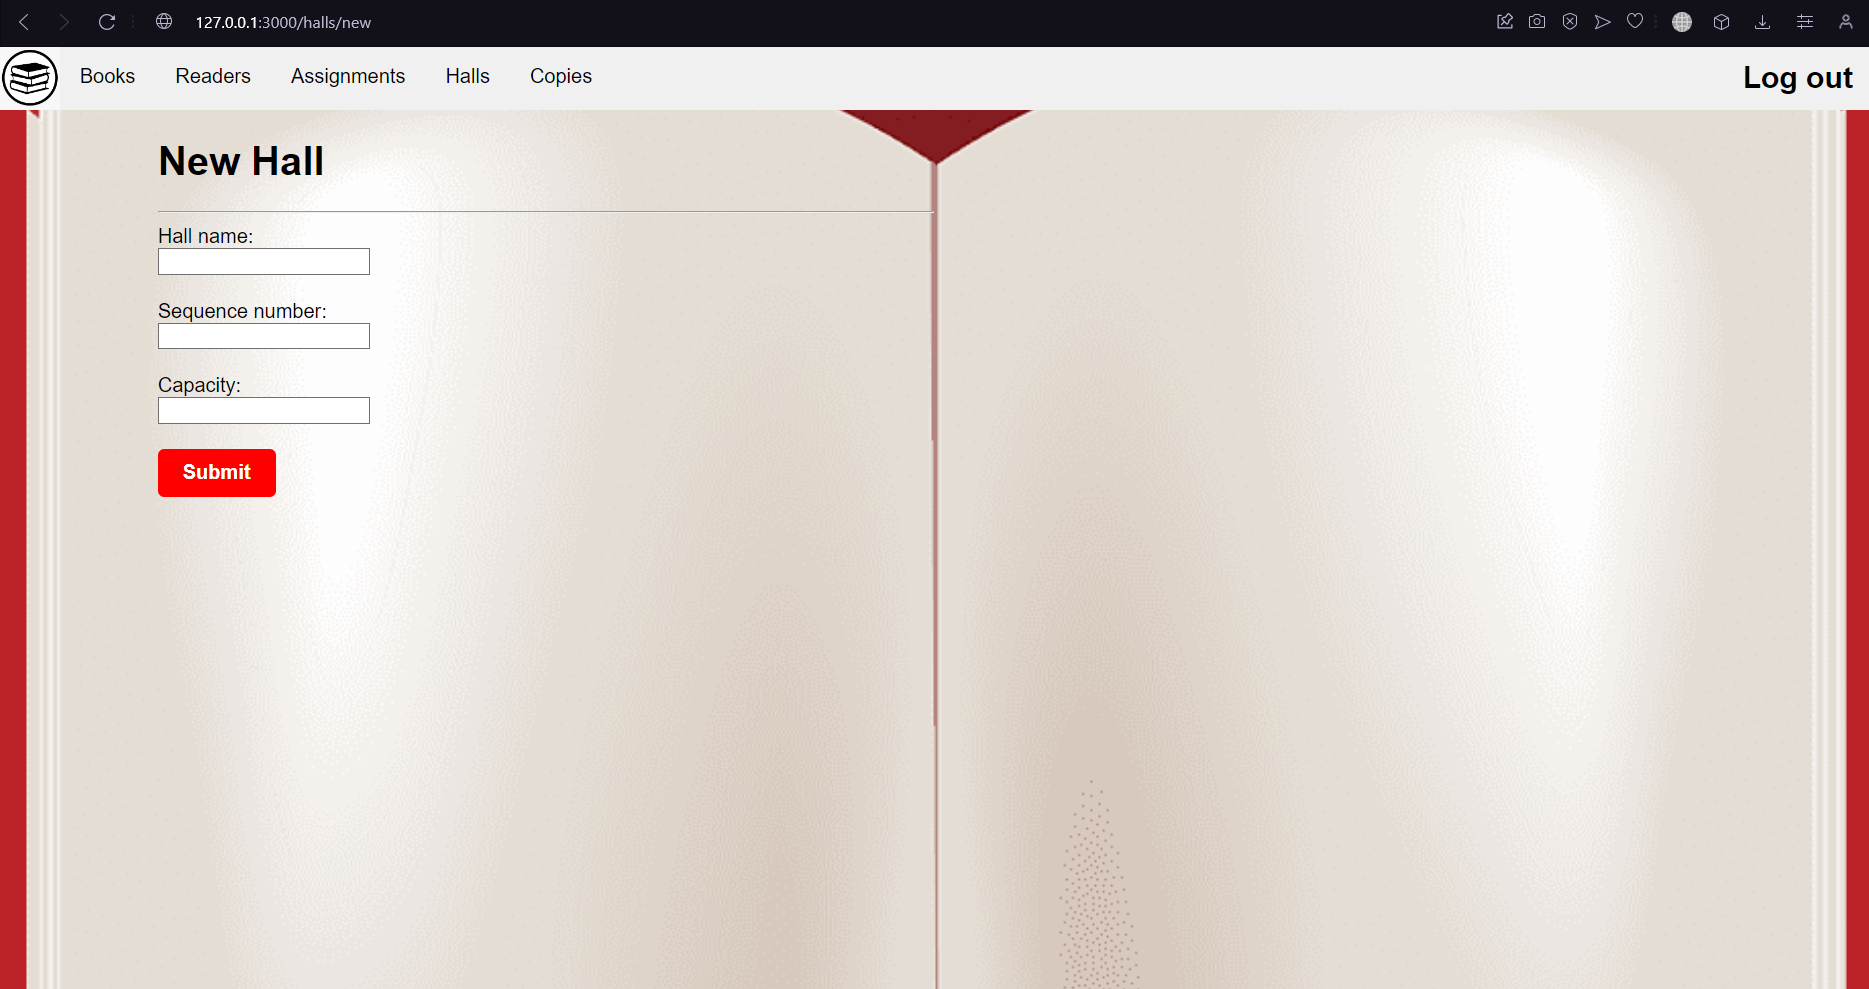 127.0.0.1:3000/halls/new
Books Readers Assignments Halls Copies Log out
New Hall
Hall name:
Sequence number:
Capacity:
Submit